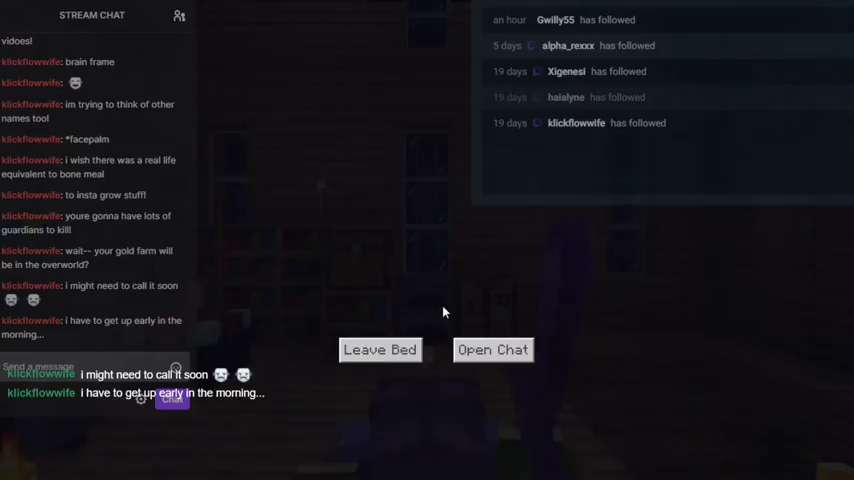 STREAM CHAT
vidoes!
klickflowwife: brain frame
klickflowwife:
klickflowwife: im trying to think of other
names too!
klickflowwife: *facepalm
klickflowwife: i wish there was a real life
equivalent to bone meal
klickflowwife: to insta grow stuff!
klickflowwife: youre gonna have lots of
guardians to kill!
klickflowwife: wait-- your gold farm will
be in the overworld?
klickflowwife: i might need to call it soon
klickflowwife: i have to get up early in the
morning...
Send a message
klickflowwife i might need to call it soon
klickflowwife i have to get up early in the morning...
Chat
an hour Gwilly55 has followed
5 days alpha_rexxx has followed
19 days Xigenesi has followed
19 days haialyne has followed
19 days klickflowwife has followed
Leave Bed
Open Chat